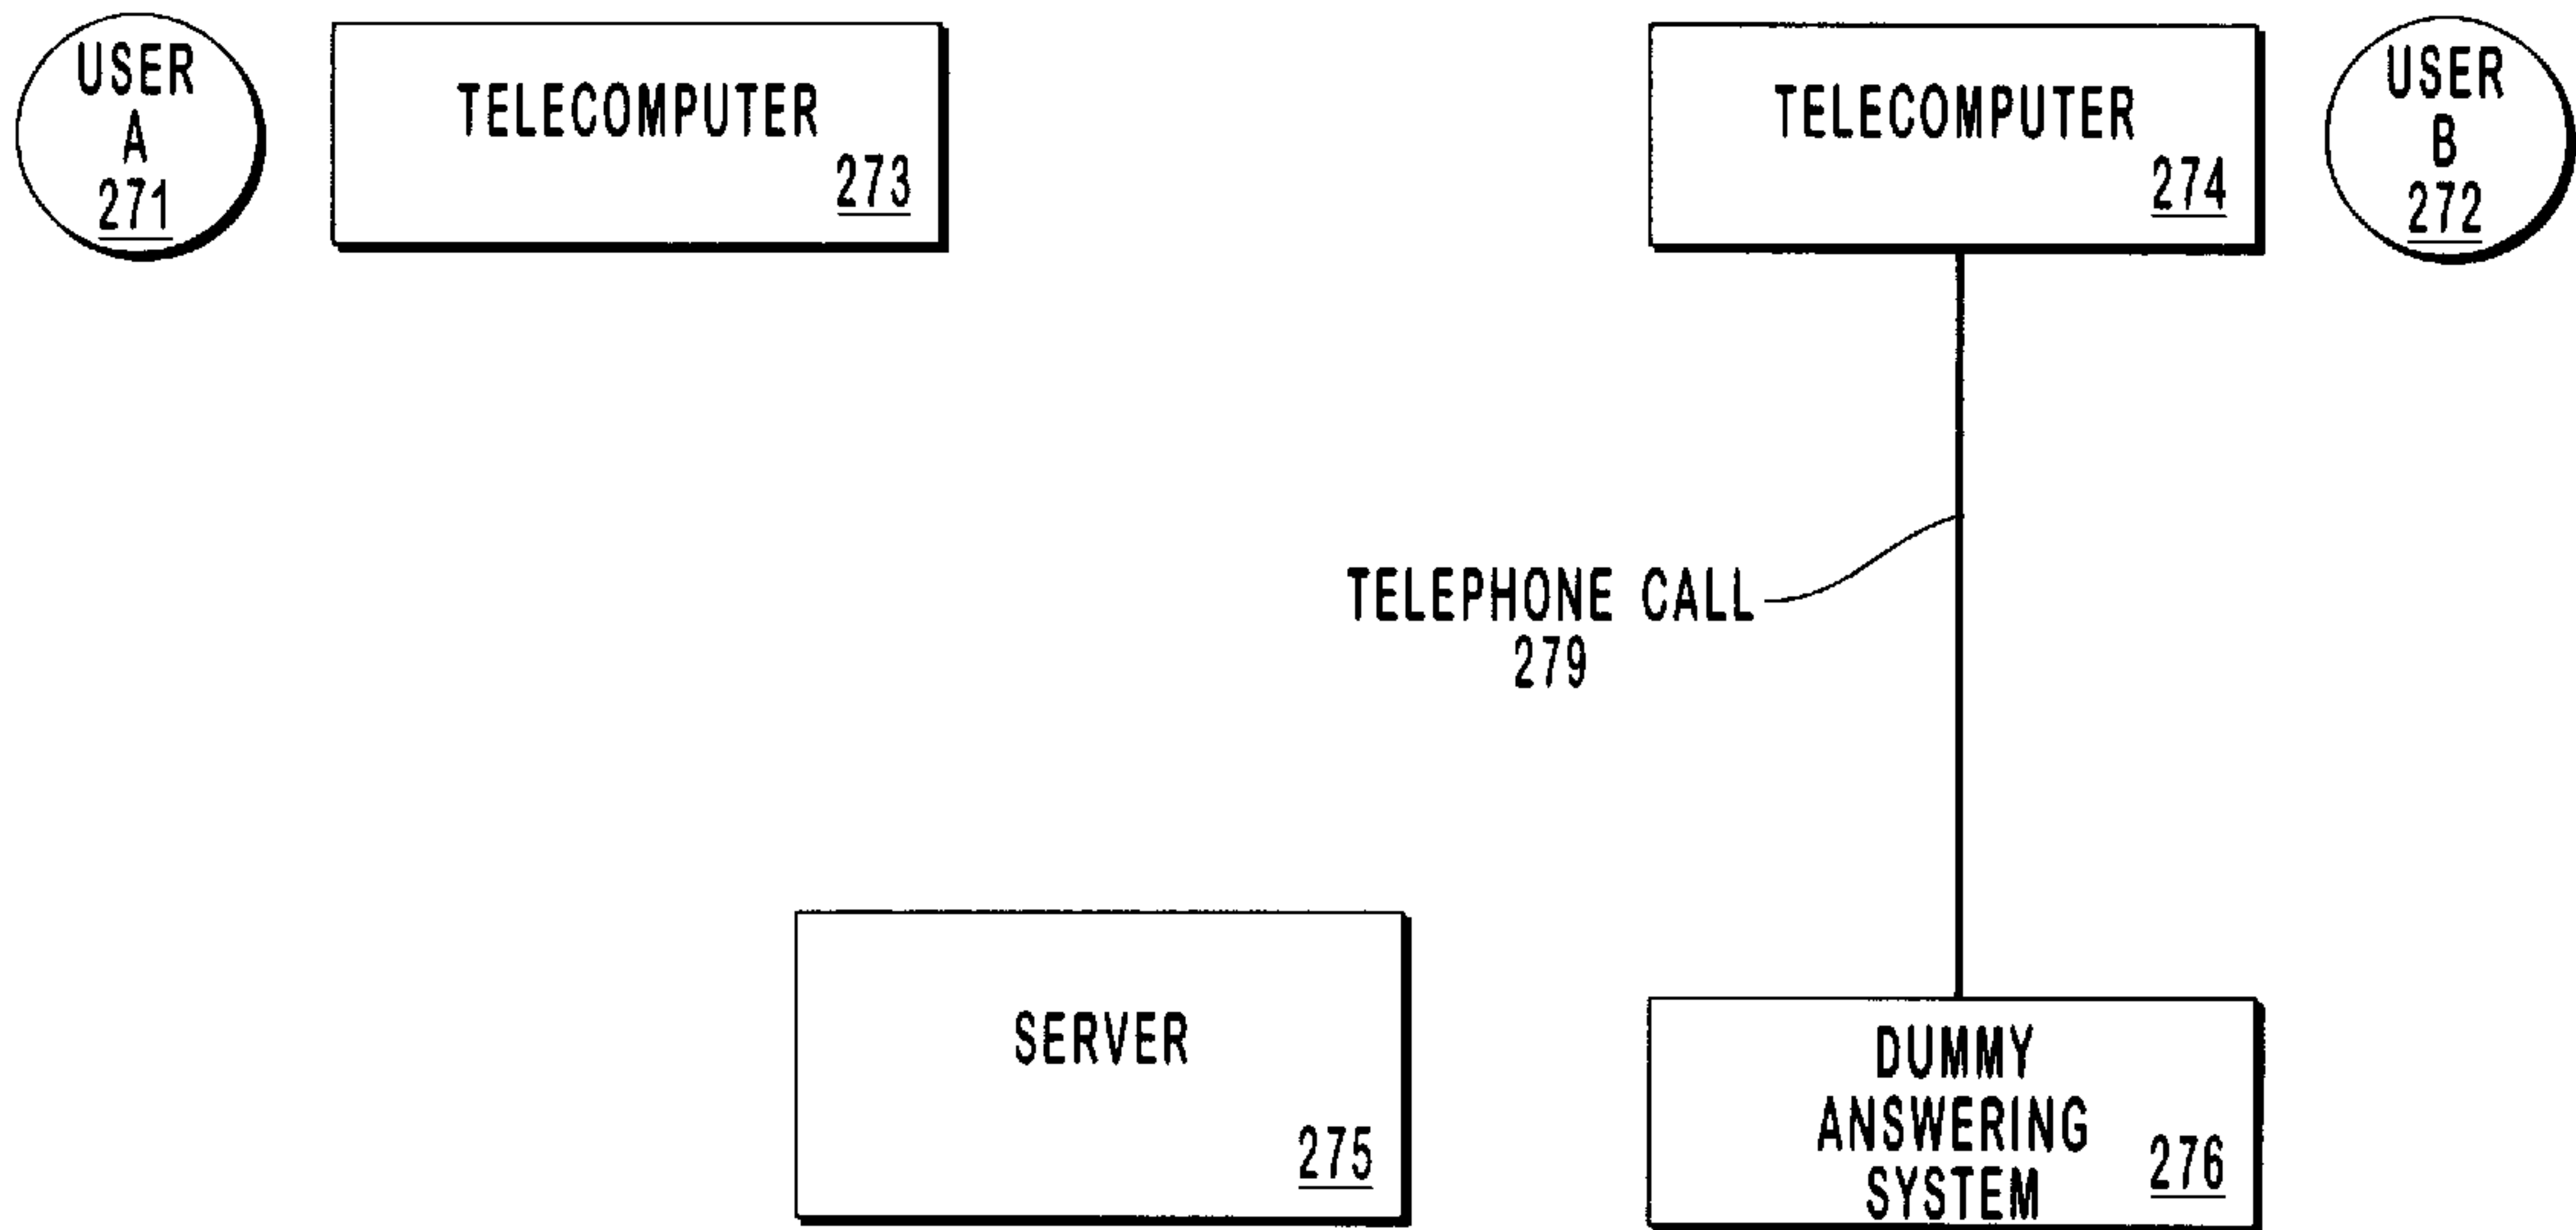 USER
A
271
TELECOMPUTER
273
TELECOMPUTER
274
USER
B
272
TELEPHONE CALL
279
SERVER
275
DUMMY
ANSWERING
SYSTEM
276